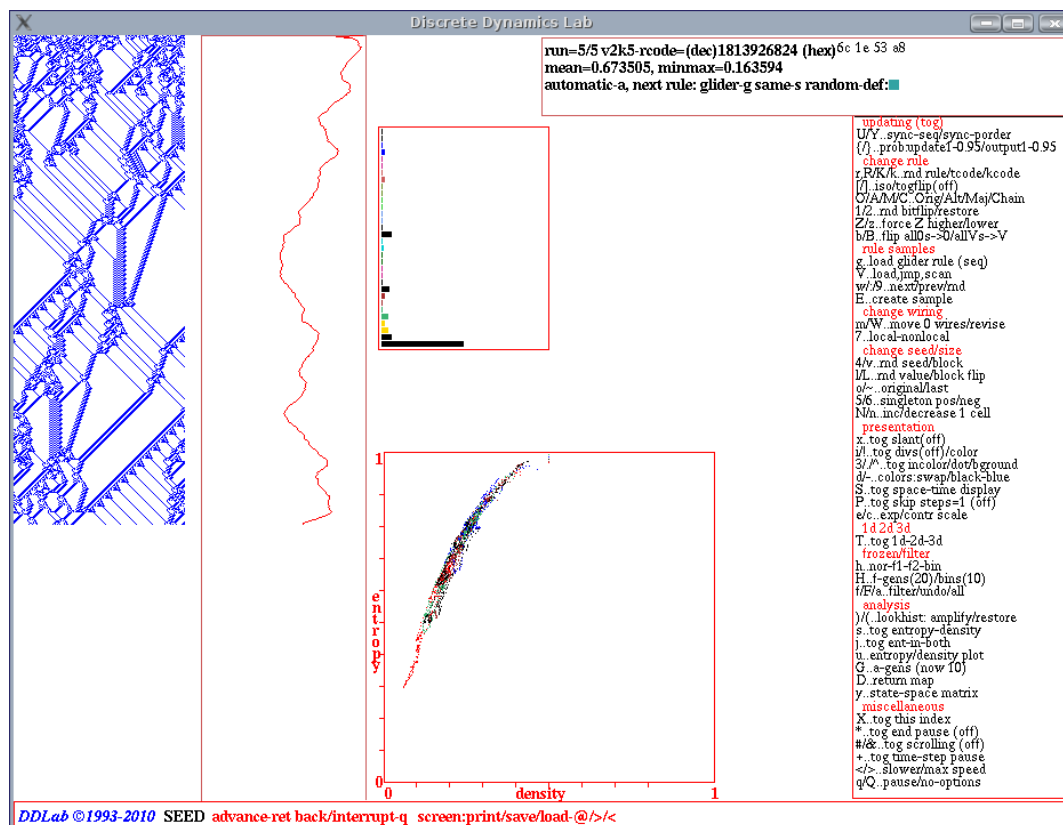 Discrete Dynamics Lab
run=5/5 v2k5-rcode=(dec)1813926824 (hex)6c 1e 53 a8
mean=0.673505, minmax=0.163594
automatic-a, next rule: glider-g same-s random-def:
updating (tog)
U/Y..sync-seq/sync-porder
{/}..prob:update1-0.95/output1-0.95
change rule
r,R/K/k..rnd rule/tcode/kcode
[/]..iso/togflip(off)
O/A/M/C..Orig/Alt/Maj/Chain
1/2..rnd bitflip/restore
Z/z..force Z higher/lower
b/B..flip all0s->0/allVs->V
rule samples
g..load glider rule (seq)
V..load,jmp,scan
w/:/9..next/prev/rnd
E..create sample
change wiring
m/W..move 0 wires/revise
7..local-nonlocal
change seed/size
4/v..rnd seed/block
l/L..rnd value/block flip
o/~..original/last
5/6..singleton pos/neg
N/n..inc/decrease 1 cell
presentation
x..tog slant(off)
i/!..tog divs(off)/color
3/./^..tog incolor/dot/bground
d/-..colors:swap/black-blue
S..tog space-time display
P..tog skip steps=1 (off)
e/c..exp/contr scale
1d 2d 3d
T..tog 1d-2d-3d
frozen/filter
h..nor-f1-f2-bin
H..f-gens(20)/bins(10)
f/F/a..filter/undo/all
analysis
)/(..lookhist: amplify/restore
s..tog entropy-density
j..tog ent-in-both
u..entropy/density plot
G..a-gens (now 10)
D..return map
y..state-space matrix
miscellaneous
X..tog this index
*..tog end pause (off)
#/&..tog scrolling (off)
+..tog time-step pause
</>..slower/max speed
q/Q..pause/no-options
1
entropy
0
density
1
DDLab ©1993-2010 SEED advance-ret back/interrupt-q screen:print/save/load-@/>/<